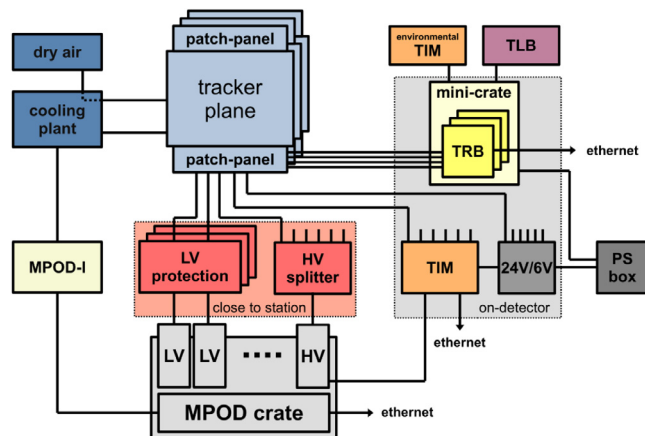 dry air
patch-panel
environmental
TIM
TLB
tracker
plane
mini-crate
cooling
plant
TRB
patch-panel
ethernet
MPOD-I
LV
protection
HV
splitter
TIM
24V/6V
PS
box
close to station
on-detector
ethernet
LV
LV
HV
MPOD crate
ethernet